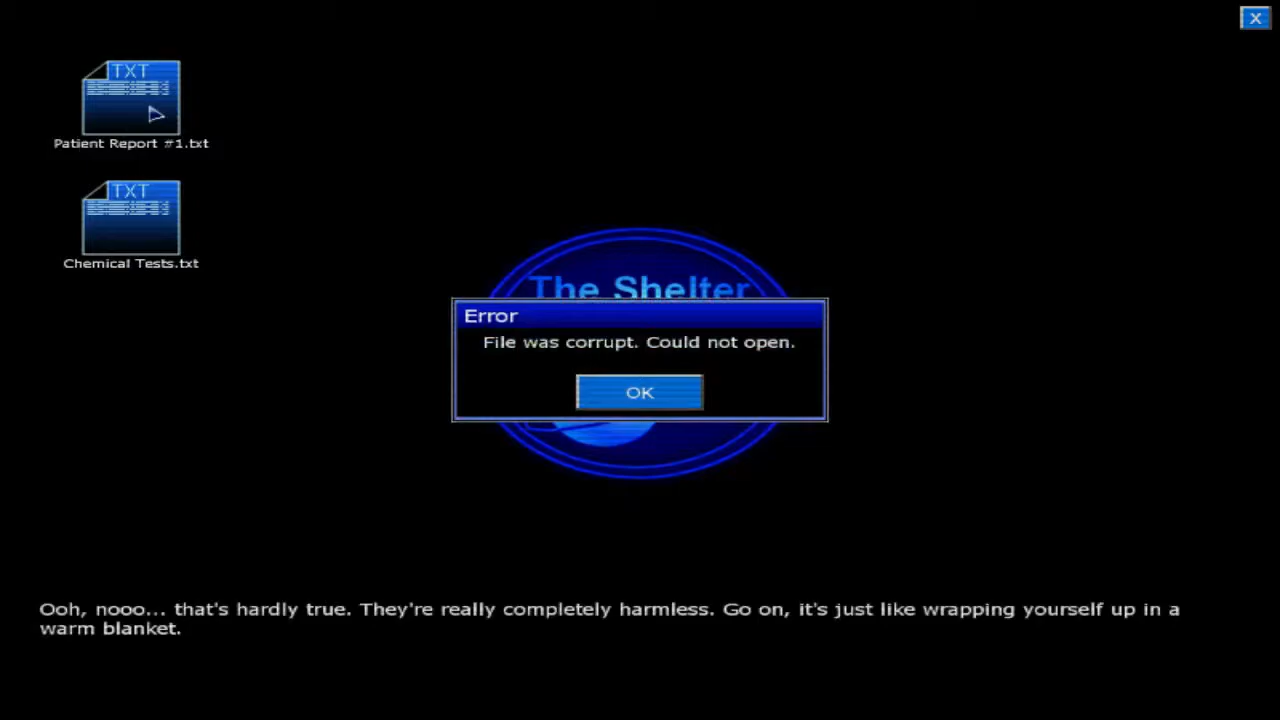 X
TXT
Patient Report #1.txt
TXT
Chemical Tests.txt
The Shelter
Error
File was corrupt. Could not open.
OK
Ooh, nooo... that's hardly true. They're really completely harmless. Go on, it's just like wrapping yourself up in a
warm blanket.